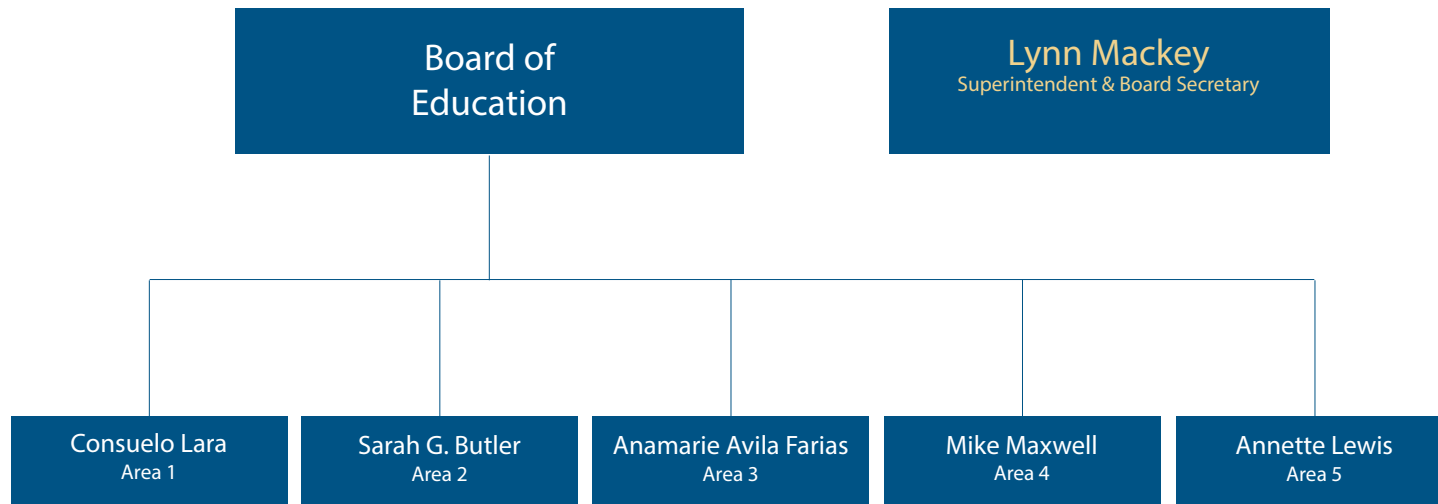 Board of
Education
Lynn Mackey
Superintendent & Board Secretary
Consuelo Lara
Area 1
Sarah G. Butler
Area 2
Anamarie Avila Farias
Area 3
Mike Maxwell
Area 4
Annette Lewis
Area 5